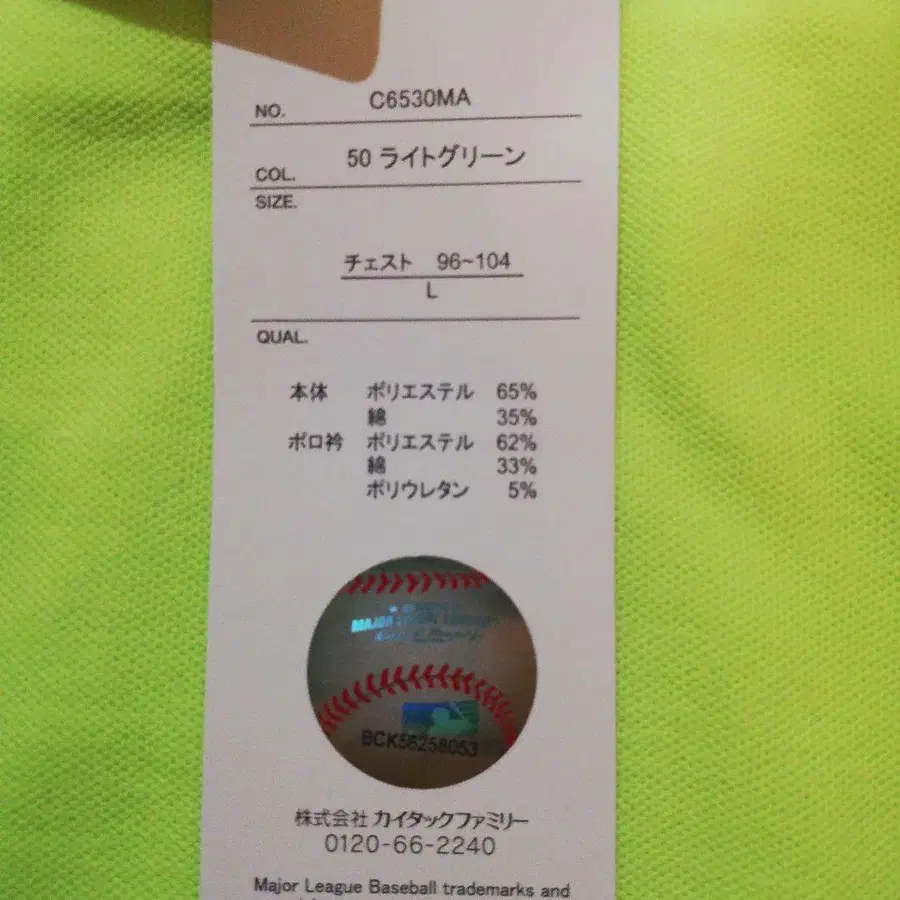 NO. C6530MA
COL. 50 ライトグリーン
SIZE.
チェスト 96~104
L
QUAL.
本体 ポリエステル 65%
綿 35%
ポロ衿 ポリエステル 62%
綿 33%
ポリウレタン 5%
MAJOR LEAGUE
BCK58258053
株式会社 カイタックファミリー
0120-66-2240
Major League Baseball trademarks and